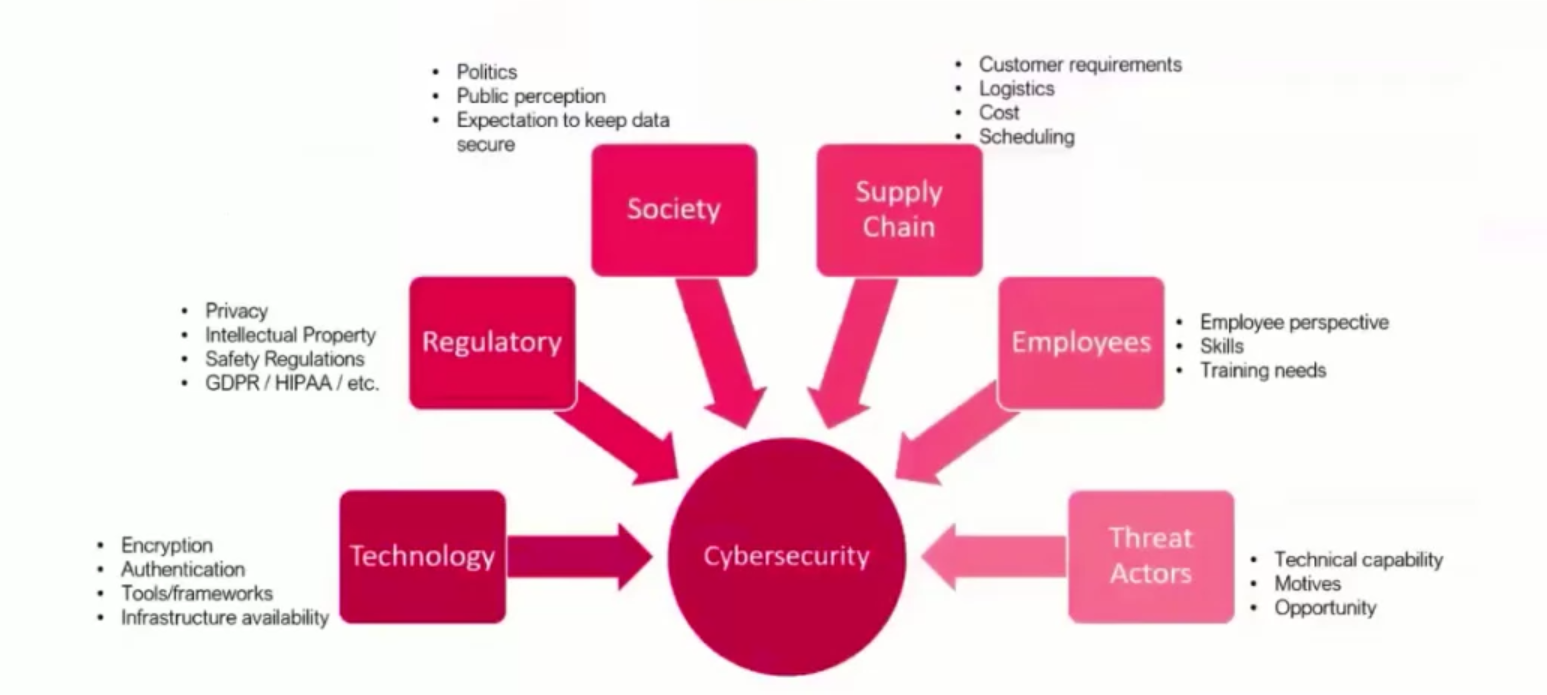 • Politics
• Public perception
• Expectation to keep data
secure
• Customer requirements
• Logistics
• Cost
• Scheduling
Society
Supply
Chain
• Privacy
• Intellectual Property
• Safety Regulations
• GDPR / HIPAA / etc.
Regulatory
Employees
• Employee perspective
• Skills
• Training needs
• Encryption
• Authentication
• Tools/frameworks
• Infrastructure availability
Technology
Cybersecurity
Threat
Actors
• Technical capability
• Motives
• Opportunity